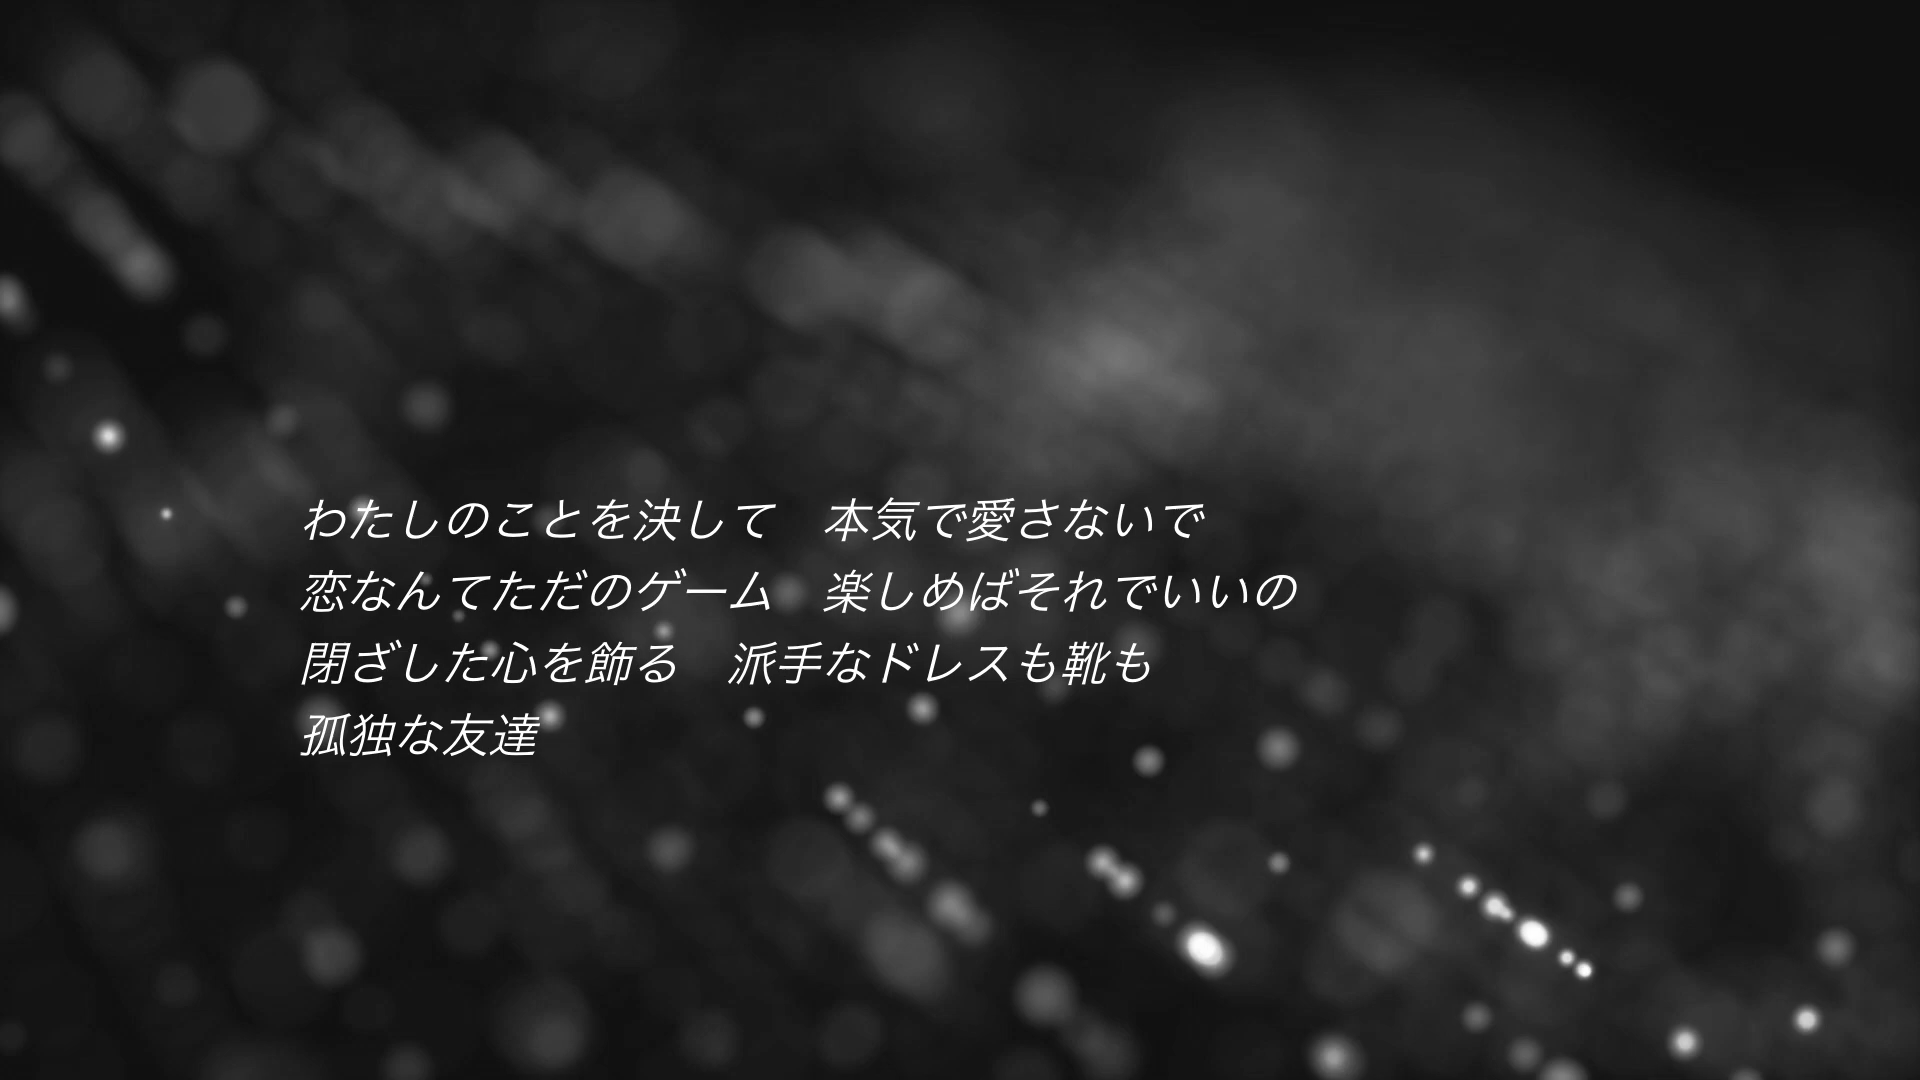 わたしのことを決して　本気で愛さないで
恋なんてただのゲーム　楽しめばそれでいいの
閉ざした心を飾る　派手なドレスも靴も
孤独な友達